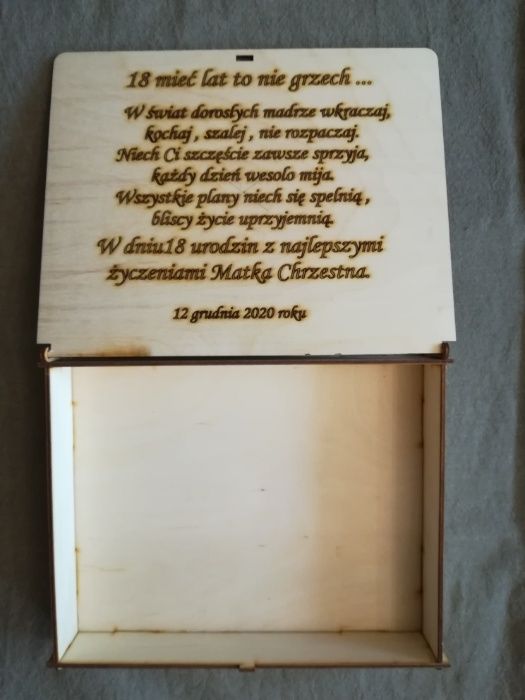 18 mieć lat to nie grzech ...
W świat dorosłych madrze wkraczaj,
kochaj , szalej , nie rozpaczaj.
Niech Ci szczęście zawsze sprzyja,
każdy dzień wesolo mija.
Wszystkie plany niech się spełnią ,
bliscy życie uprzyjemnią.
W dniu18 urodzin z najlepszymi
życzeniami Matka Chrzestna.
12 grudnia 2020 roku